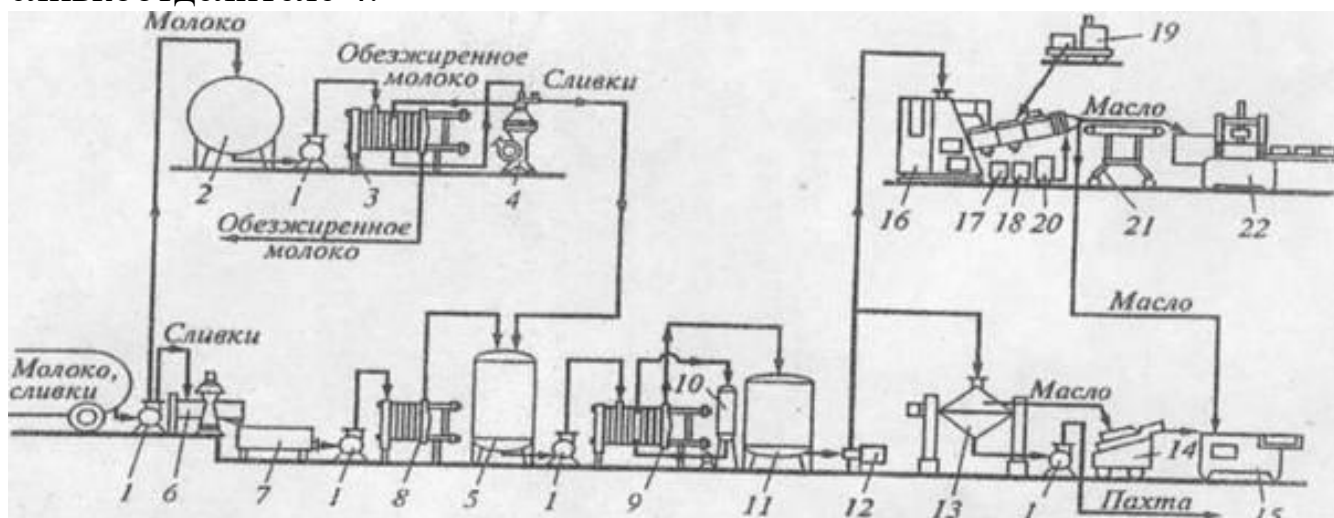 Молоко
Обезжиренное
молоко
Сливки
19
Масло
2
1
3
4
16
17
18
20
21
22
Обезжиренное
молоко
Масло
Сливки
Молоко,
сливки
10
Масло
1
6
7
1
8
5
1
9
11
12
13
1
14
15
Пахта